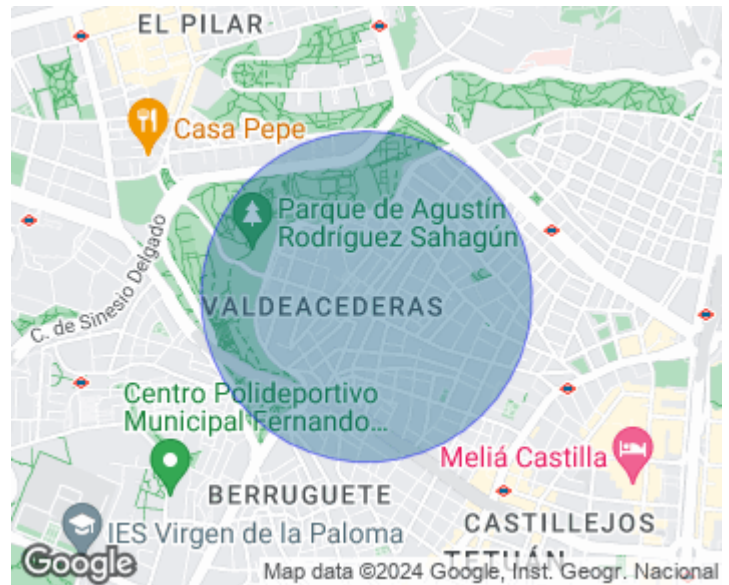 EL PILAR
Casa Pepe
Parque de Agustín
Rodríguez Sahagún
C. de Sinesio Delgado
VALDEACEDERAS
Centro Polideportivo
Municipal Fernando...
Meliá Castilla
BERRUGUETE
IES Virgen de la Paloma
CASTILLEJOS
TETUÁN
Google
Map data ©2024 Google, Inst. Geogr. Nacional